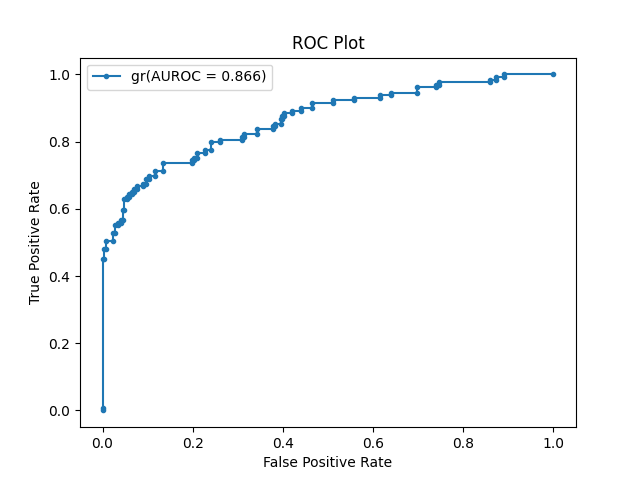 ROC Plot
gr(AUROC = 0.866)
True Positive Rate
1.0
0.8
0.6
0.4
0.2
0.0
0.0 0.2 0.4 0.6 0.8 1.0
False Positive Rate